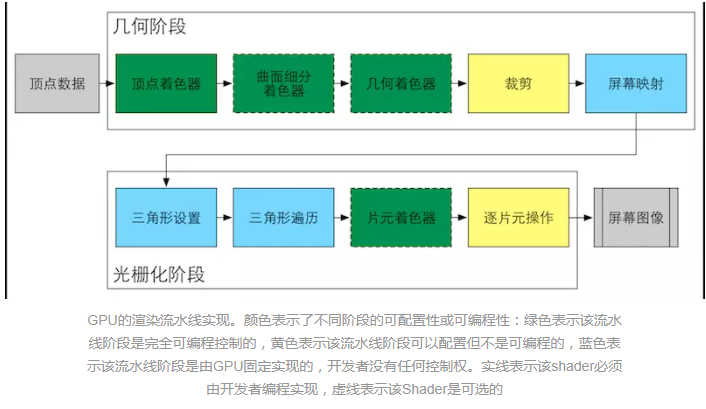 几何阶段
顶点数据
顶点着色器
曲面细分
着色器
几何着色器
裁剪
屏幕映射
三角形设置
三角形遍历
片元着色器
逐片元操作
屏幕图像
光栅化阶段
GPU的渲染流水线实现。颜色表示了不同阶段的可配置性或可编程性：绿色表示该流水
线阶段是完全可编程控制的，黄色表示该流水线阶段可以配置但不是可编程的，蓝色表
示该流水线阶段是由GPU固定实现的，开发者没有任何控制权。实线表示该shader必须
由开发者编程实现，虚线表示该Shader是可选的